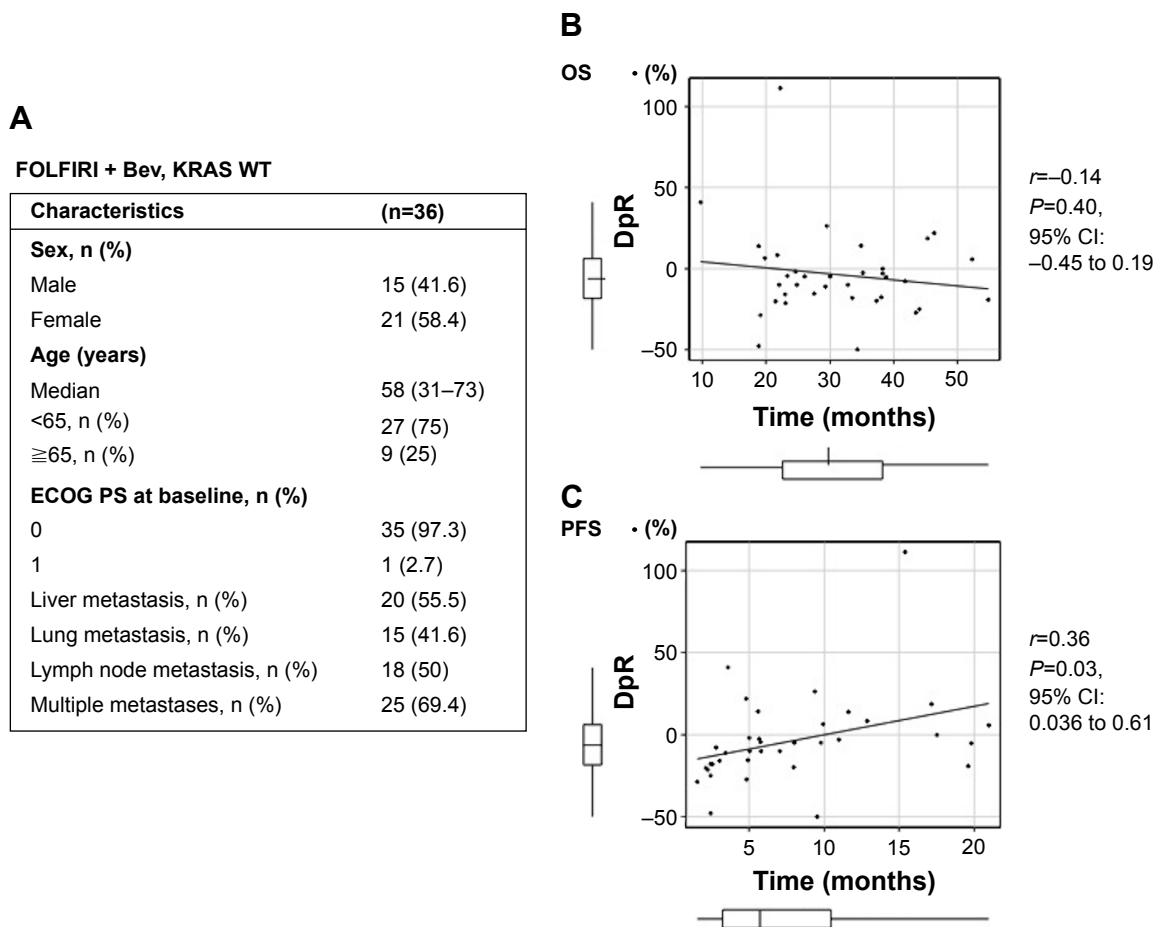 A
FOLFIRI + Bev, KRAS WT
Characteristics (n=36)
Sex, n (%)
Male 15 (41.6)
Female 21 (58.4)
Age (years)
Median 58 (31–73)
<65, n (%) 27 (75)
≧65, n (%) 9 (25)
ECOG PS at baseline, n (%)
0 35 (97.3)
1 1 (2.7)
Liver metastasis, n (%) 20 (55.5)
Lung metastasis, n (%) 15 (41.6)
Lymph node metastasis, n (%) 18 (50)
Multiple metastases, n (%) 25 (69.4)
B
OS • (%)
100
50
0
–50
DpR
10 20 30 40 50
Time (months)
r=–0.14
P=0.40,
95% CI:
–0.45 to 0.19
C
PFS • (%)
100
50
0
–50
DpR
5 10 15 20
Time (months)
r=0.36
P=0.03,
95% CI:
0.036 to 0.61